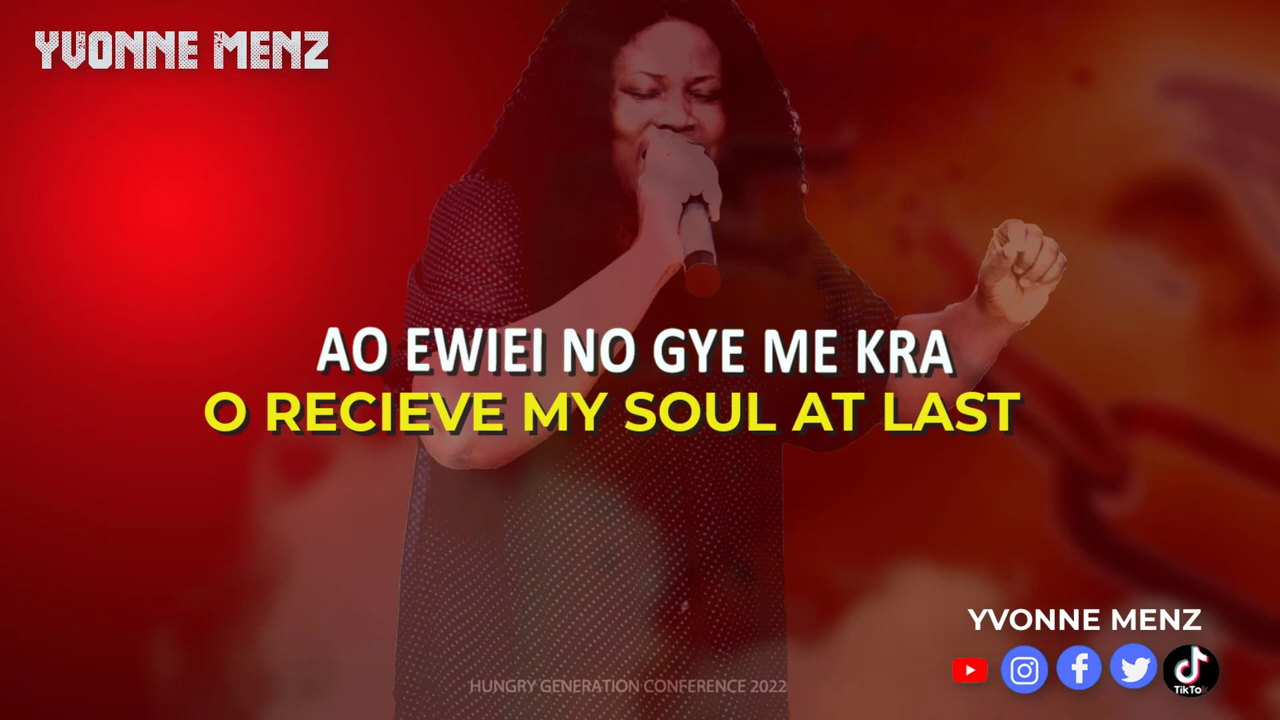 YVONNE MENZ
AO EWIEI NO GYE ME KRA
O RECIEVE MY SOUL AT LAST
YVONNE MENZ
TikTok
HUNGRY GENERATION CONFERENCE 2022